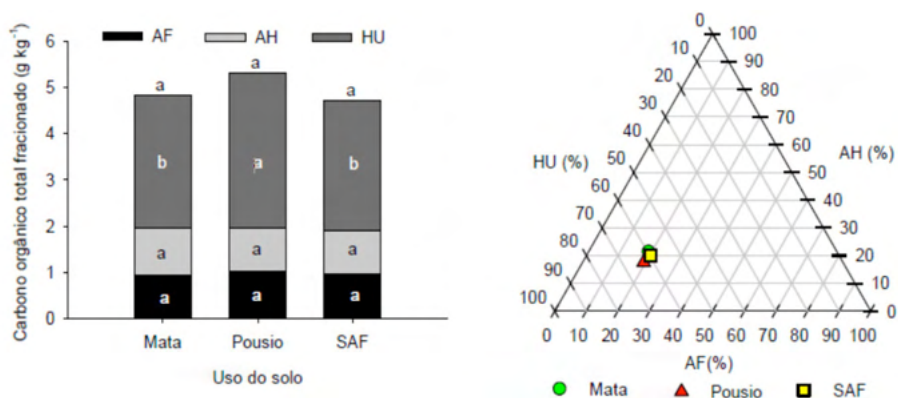 AF AH HU
Carbono orgânico total fracionado (g kg⁻¹)
6
5
4
3
2
1
0
a
b
a
a
a
a
a
a
a
b
a
a
Mata Pousio SAF
Uso do solo
HU (%)
0
10
20
30
40
50
60
70
80
90
100
AH (%)
100
90
80
70
60
50
40
30
20
10
0
0 10 20 30 40 50 60 70 80 90 100
AF(%)
Mata Pousio SAF